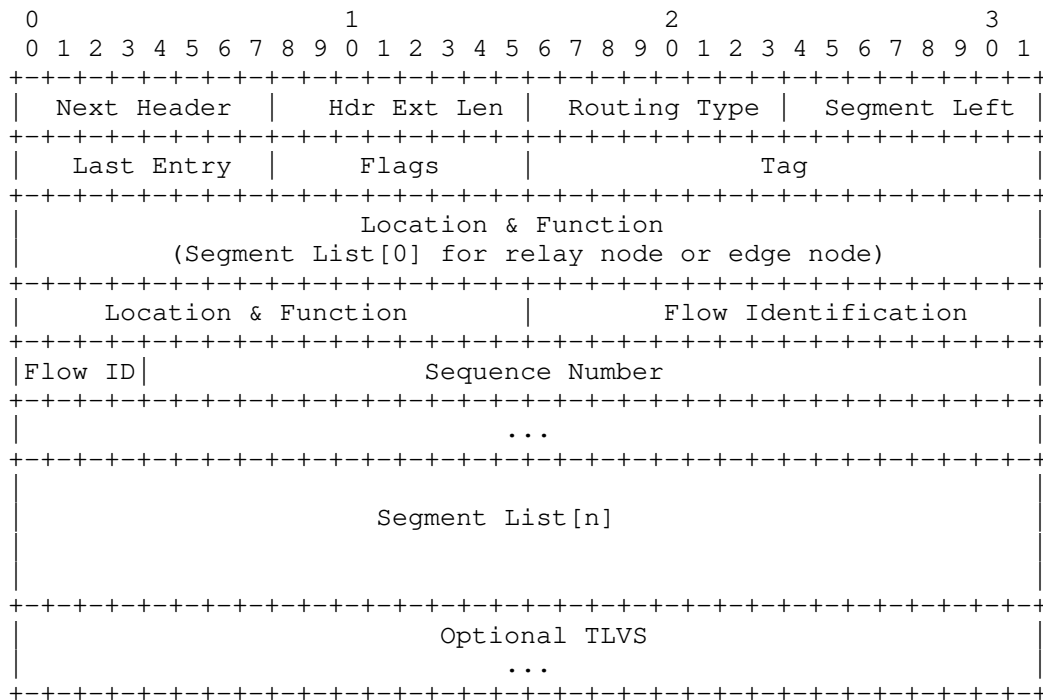 0                   1                   2                   3
0 1 2 3 4 5 6 7 8 9 0 1 2 3 4 5 6 7 8 9 0 1 2 3 4 5 6 7 8 9 0 1
+-+-+-+-+-+-+-+-+-+-+-+-+-+-+-+-+-+-+-+-+-+-+-+-+-+-+-+-+-+-+-+-+
|  Next Header  |   Hdr Ext Len |  Routing Type |  Segment Left |
+-+-+-+-+-+-+-+-+-+-+-+-+-+-+-+-+-+-+-+-+-+-+-+-+-+-+-+-+-+-+-+-+
|   Last Entry  |     Flags     |              Tag              |
+-+-+-+-+-+-+-+-+-+-+-+-+-+-+-+-+-+-+-+-+-+-+-+-+-+-+-+-+-+-+-+-+
|                     Location & Function                       |
|         (Segment List[0] for relay node or edge node)         |
+-+-+-+-+-+-+-+-+-+-+-+-+-+-+-+-+-+-+-+-+-+-+-+-+-+-+-+-+-+-+-+-+
|     Location & Function       |        Flow Identification    |
+-+-+-+-+-+-+-+-+-+-+-+-+-+-+-+-+-+-+-+-+-+-+-+-+-+-+-+-+-+-+-+-+
|Flow ID|                 Sequence Number                       |
+-+-+-+-+-+-+-+-+-+-+-+-+-+-+-+-+-+-+-+-+-+-+-+-+-+-+-+-+-+-+-+-+
|                              ...                              |
+-+-+-+-+-+-+-+-+-+-+-+-+-+-+-+-+-+-+-+-+-+-+-+-+-+-+-+-+-+-+-+-+
|                                                               |
|                      Segment List[n]                          |
|                                                               |
|                                                               |
+-+-+-+-+-+-+-+-+-+-+-+-+-+-+-+-+-+-+-+-+-+-+-+-+-+-+-+-+-+-+-+-+
|                          Optional TLVS                        |
|                              ...                              |
+-+-+-+-+-+-+-+-+-+-+-+-+-+-+-+-+-+-+-+-+-+-+-+-+-+-+-+-+-+-+-+-+